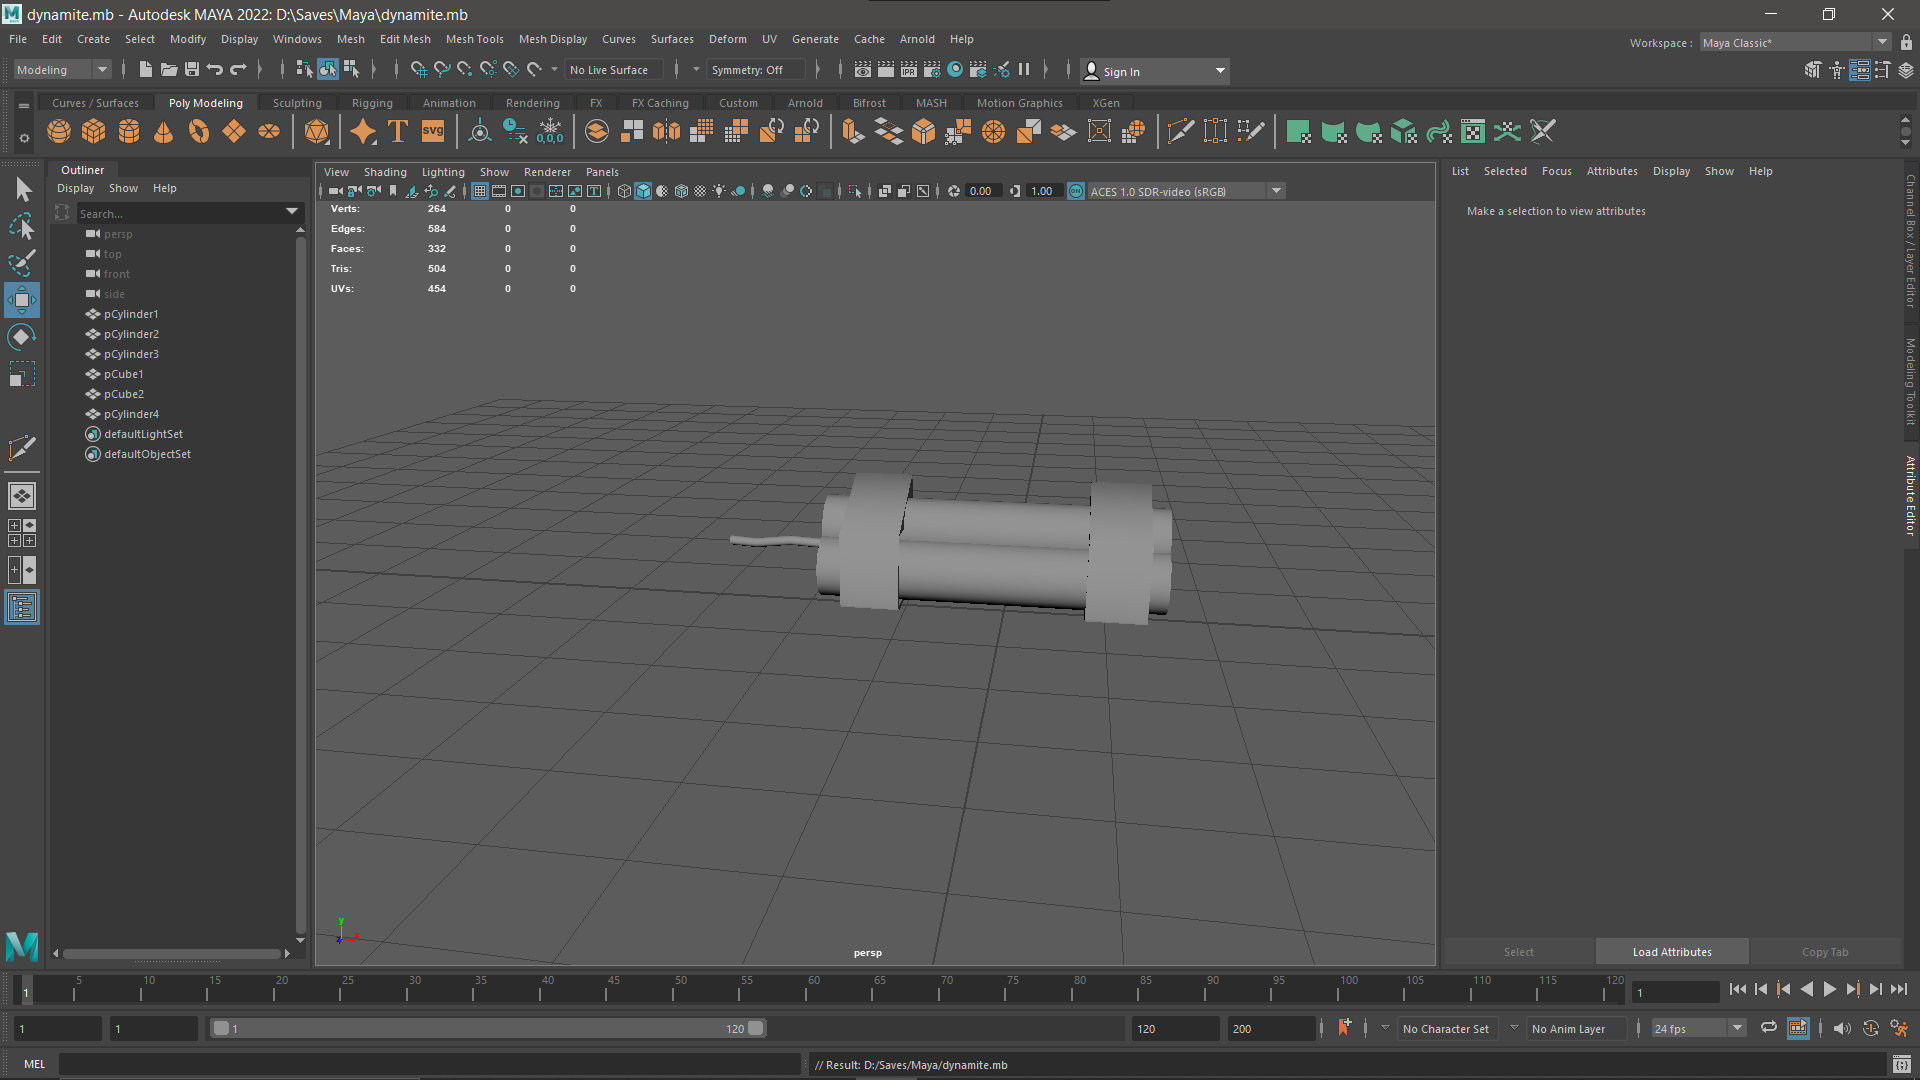 dynamite.mb - Autodesk MAYA 2022: D:\Saves\Maya\dynamite.mb
File Edit Create Select Modify Display Windows Mesh Edit Mesh Mesh Tools Mesh Display Curves Surfaces Deform UV Generate Cache Arnold Help
Workspace : Maya Classic*
Modeling No Live Surface Symmetry: Off IPR Sign In
Curves / Surfaces Poly Modeling Sculpting Rigging Animation Rendering FX FX Caching Custom Arnold Bifrost MASH Motion Graphics XGen
T svg 0,0,0
Outliner
Display Show Help
Search...
persp
top
front
side
pCylinder1
pCylinder2
pCylinder3
pCube1
pCube2
pCylinder4
defaultLightSet
defaultObjectSet
View Shading Lighting Show Renderer Panels
0.00 1.00 ON ACES 1.0 SDR-video (sRGB)
Verts: 264 0 0
Edges: 584 0 0
Faces: 332 0 0
Tris: 504 0 0
UVs: 454 0 0
y
z x
persp
List Selected Focus Attributes Display Show Help
Make a selection to view attributes
Channel Box / Layer Editor
Modeling Toolkit
Attribute Editor
Select Load Attributes Copy Tab
1 5 10 15 20 25 30 35 40 45 50 55 60 65 70 75 80 85 90 95 100 105 110 115 120 1
1 1 1 120 120 200 No Character Set No Anim Layer 24 fps
MEL // Result: D:/Saves/Maya/dynamite.mb